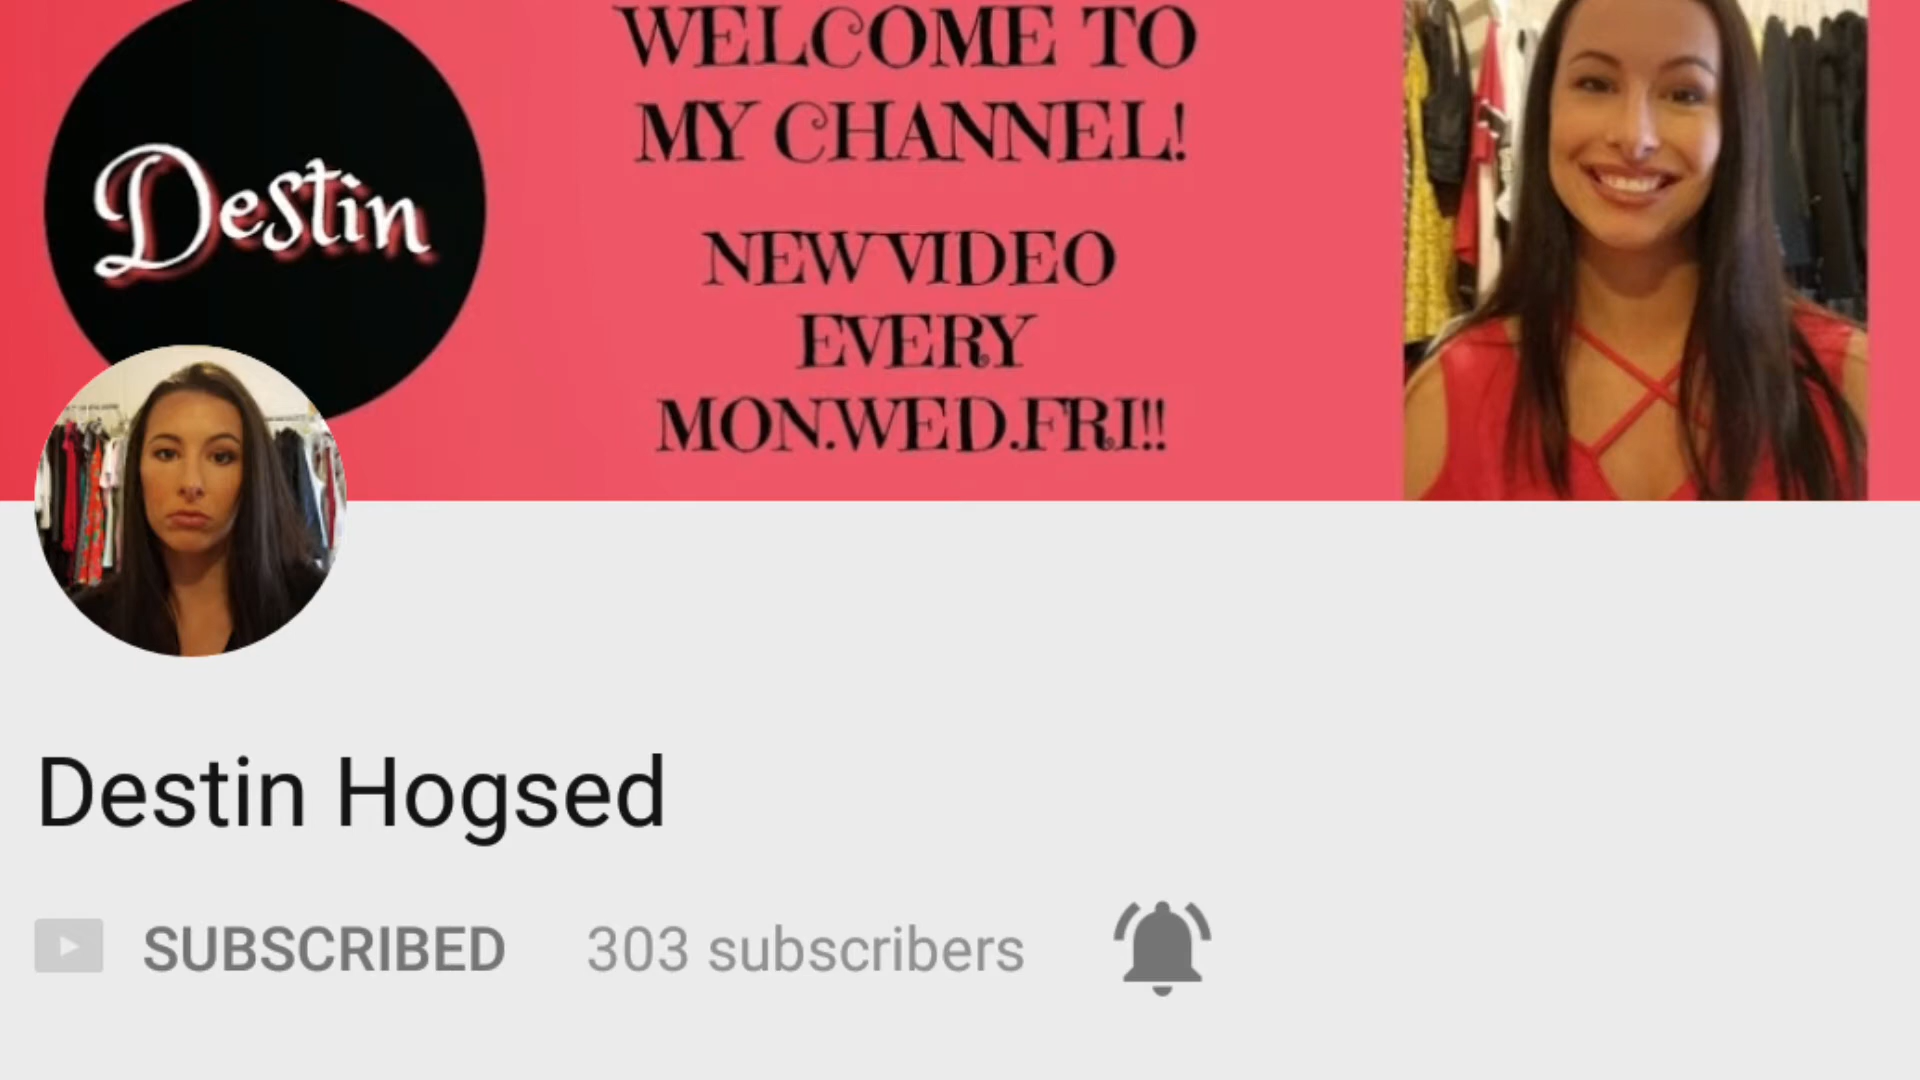 Destin
WELCOME TO
MY CHANNEL!
NEW VIDEO
EVERY
MON.WED.FRI!!
Destin Hogsed
SUBSCRIBED 303 subscribers